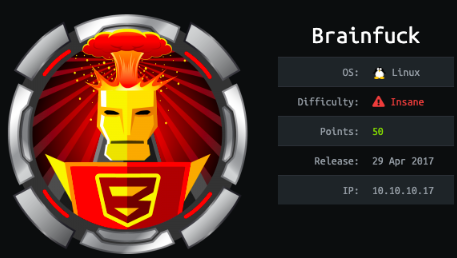 Brainfuck
OS: Linux
Difficulty: Insane
Points: 50
Release: 29 Apr 2017
IP: 10.10.10.17